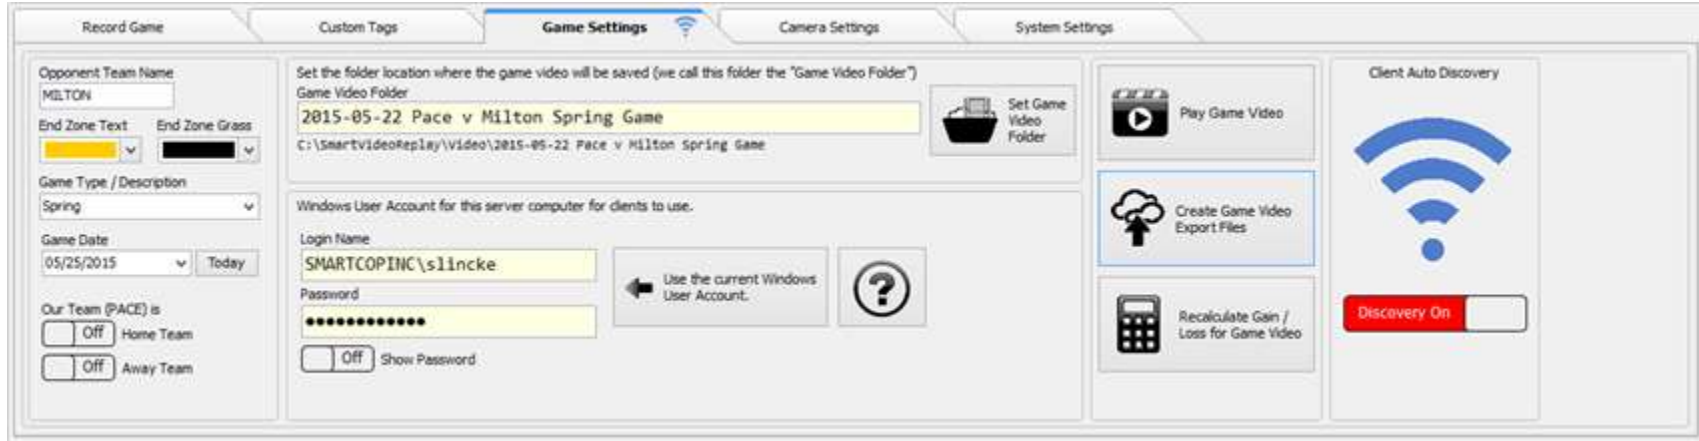 Record Game
Custom Tags
Game Settings
Camera Settings
System Settings
Opponent Team Name
MILTON
End Zone Text
End Zone Grass
Game Type / Description
Spring
Game Date
05/25/2015
Today
Our Team (PACE) is
Off
Home Team
Off
Away Team
Set the folder location where the game video will be saved (we call this folder the "Game Video Folder")
Game Video Folder
2015-05-22 Pace v Milton Spring Game
C:\SmartVideoReplay\Video\2015-05-22 Pace v Milton Spring Game
Set Game
Video
Folder
Windows User Account for this server computer for clients to use.
Login Name
SMARTCOPINC\slincke
Password
●●●●●●●●●●●●
Off
Show Password
Use the current Windows
User Account.
?
Play Game Video
Create Game Video
Export Files
Recalculate Gain /
Loss for Game Video
Client Auto Discovery
Discovery On